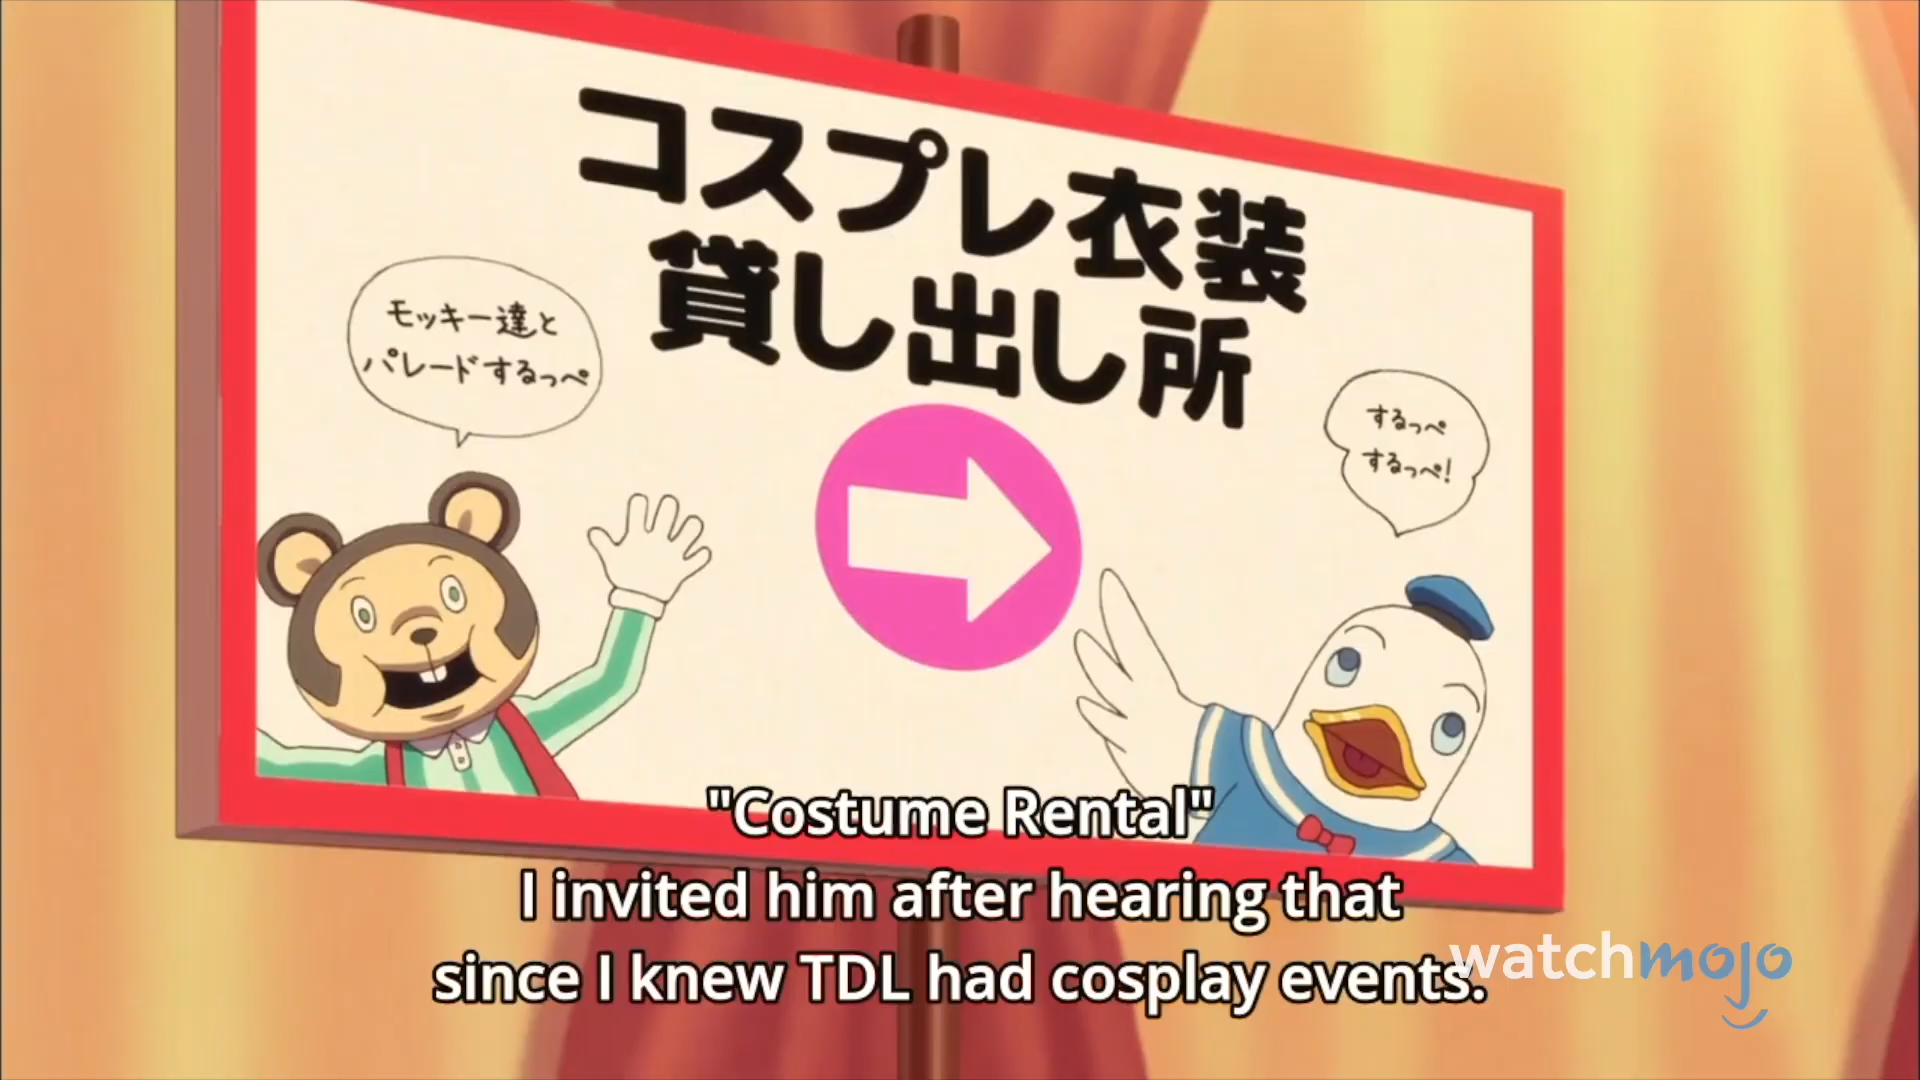 コスプレ衣装
貸し出し所
モッキー達と
パレードするっぺ
するっぺ
するっぺ!
"Costume Rental"
I invited him after hearing that
since I knew TDL had cosplay events.
watchmojo